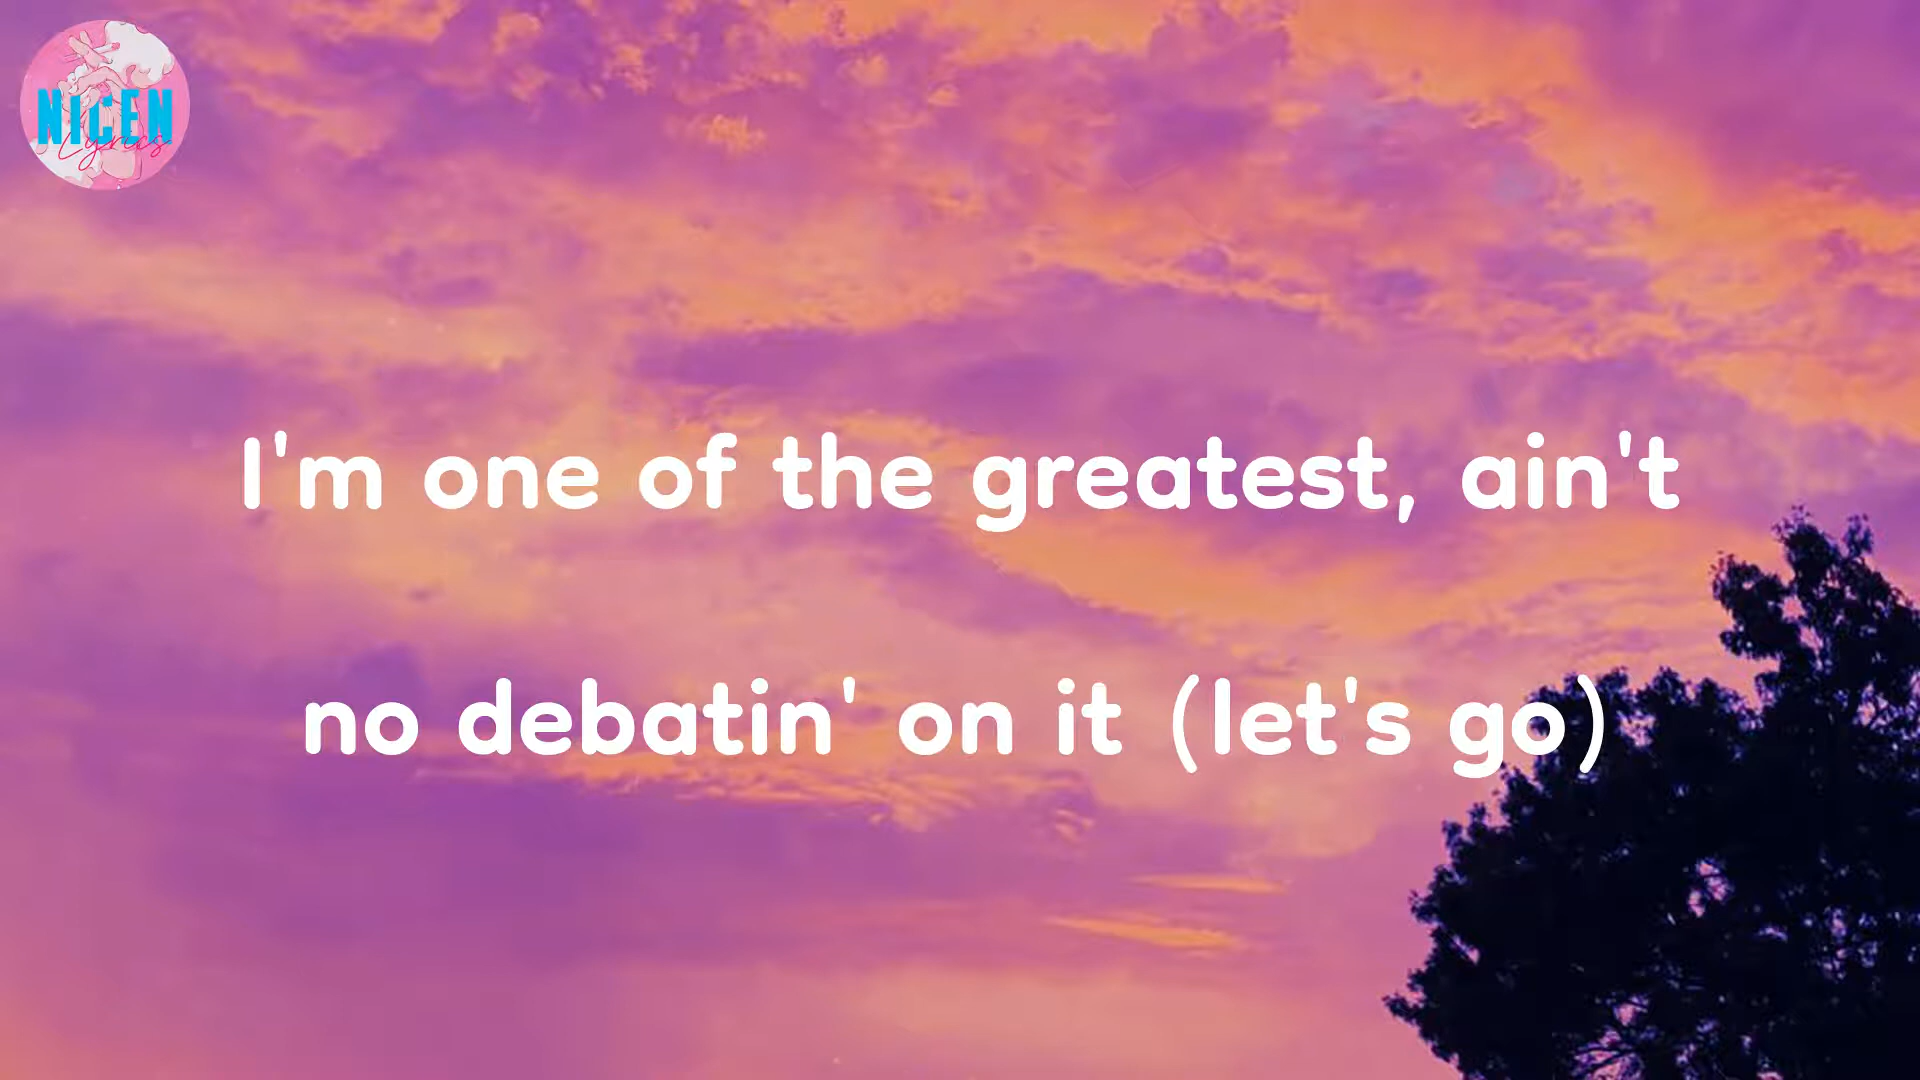 NICEN
Lyrics
I'm one of the greatest, ain't
no debatin' on it (let's go)